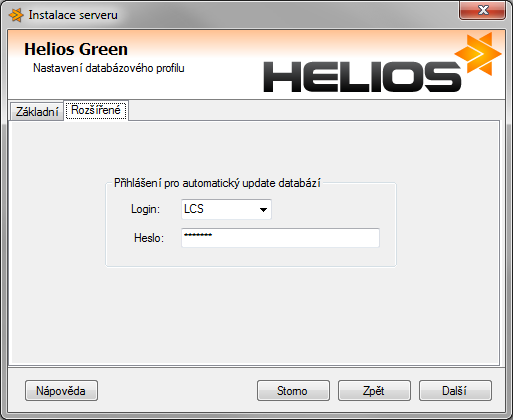 Instalace serveru
Helios Green
Nastavení databázového profilu
HELIOS
Základní
Rozšířené
Přihlášení pro automatický update databází
Login:
LCS
Heslo:
*******
Nápověda
Storno
Zpět
Další